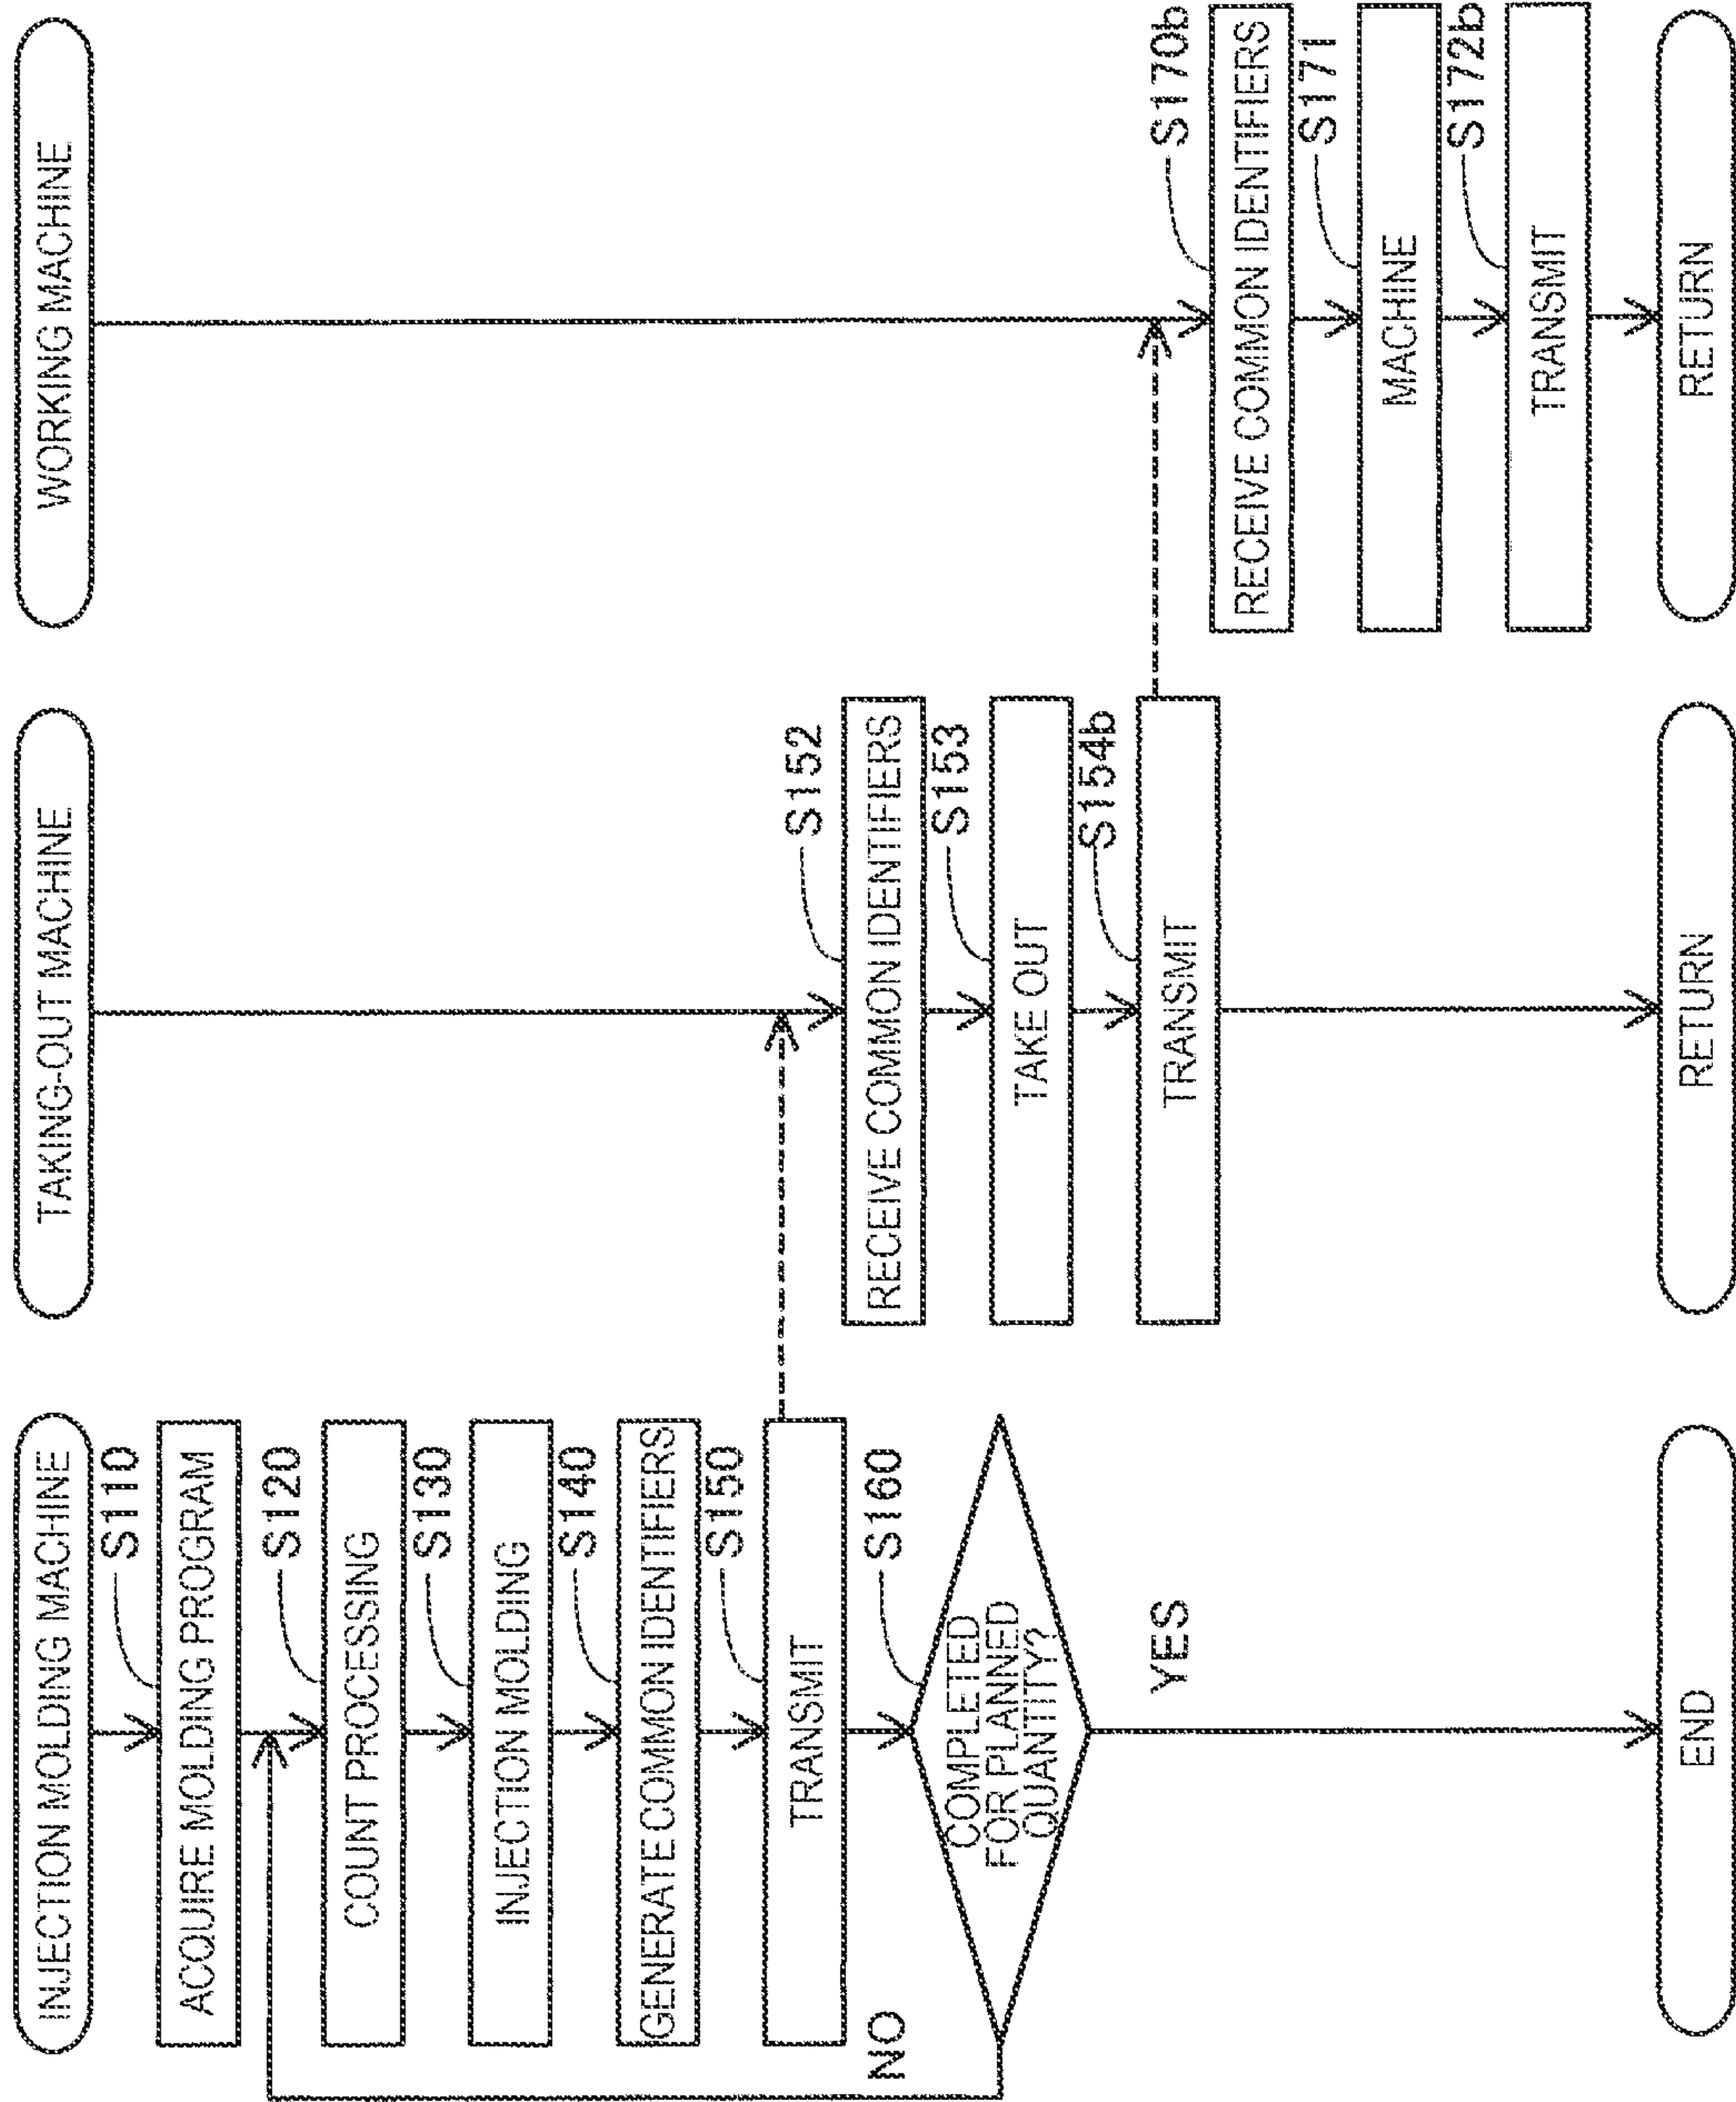 INJECTION MOLDING MACHINE
S110
ACQUIRE MOLDING PROGRAM
S120
COUNT PROCESSING
S130
INJECTION MOLDING
S140
GENERATE COMMON IDENTIFIERS
S150
TRANSMIT
S160
COMPLETED
FOR PLANNED
QUANTITY?
NO
YES
END
TAKING-OUT MACHINE
S152
RECEIVE COMMON IDENTIFIERS
S153
TAKE OUT
S154b
TRANSMIT
RETURN
WORKING MACHINE
S170b
RECEIVE COMMON IDENTIFIERS
S171
MACHINE
S172b
TRANSMIT
RETURN